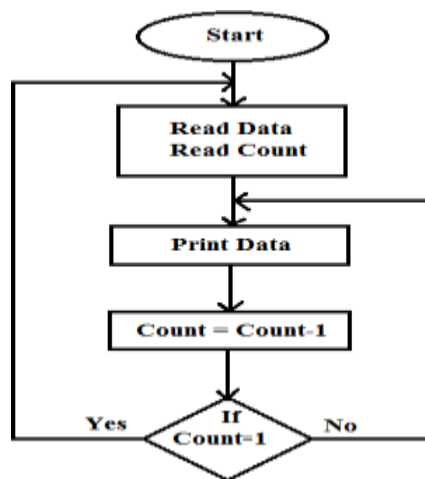 Start
Read Data
Read Count
Print Data
Count = Count-1
If
Count=1
Yes
No